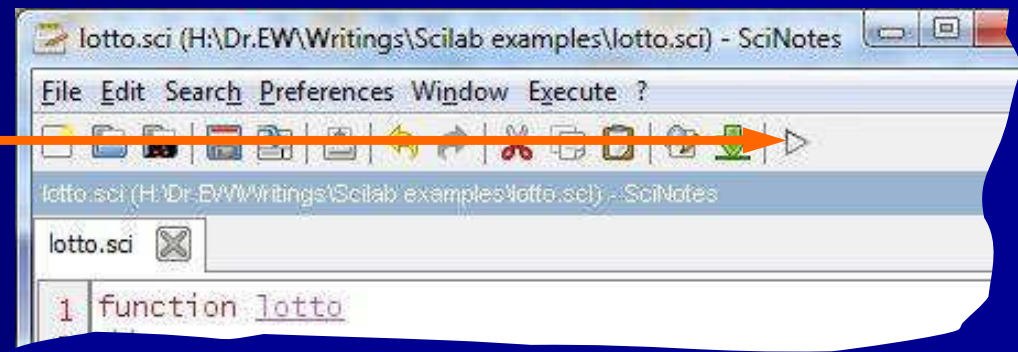 lotto.sci (H:\Dr.EW\Writings\Scilab examples\lotto.sci) - SciNotes
File Edit Search Preferences Window Execute ?
lotto.sci (H:\Dr.EW\Writings\Scilab examples\lotto.sci) - SciNotes
lotto.sci
1 function lotto